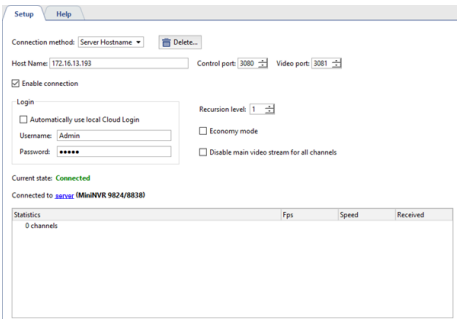 Setup Help
Connection method: Server Hostname Delete...
Host Name: 172.16.13.193 Control port: 3080 Video port: 3081
Enable connection
Login
Recursion level: 1
Automatically use local Cloud Login
Economy mode
Username: Admin
Password: •••••
Disable main video stream for all channels
Current state: Connected
Connected to server (MiniNVR 9824/8838)
Statistics Fps Speed Received
0 channels